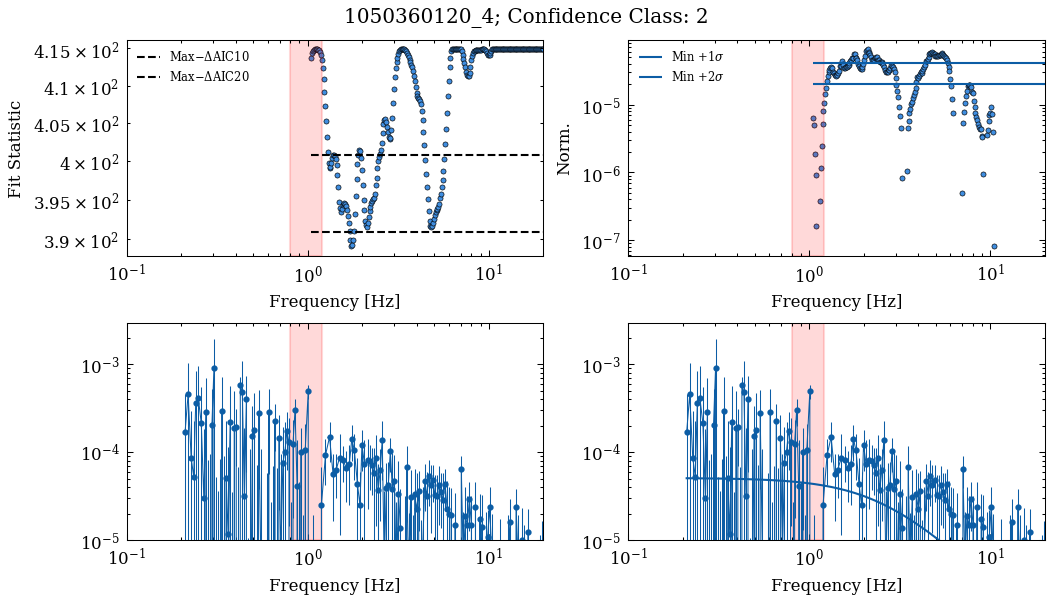 1050360120_4; Confidence Class: 2
Fit Statistic
4.15 × 10²
4.1 × 10²
4.05 × 10²
4 × 10²
3.95 × 10²
3.9 × 10²
Max−ΔAIC10
Max−ΔAIC20
10⁻¹ 10⁰ 10¹
Frequency [Hz]
Norm.
10⁻⁵
10⁻⁶
10⁻⁷
Min +1σ
Min +2σ
10⁻¹ 10⁰ 10¹
Frequency [Hz]
10⁻³
10⁻⁴
10⁻⁵
10⁻¹ 10⁰ 10¹
Frequency [Hz]
10⁻³
10⁻⁴
10⁻⁵
10⁻¹ 10⁰ 10¹
Frequency [Hz]